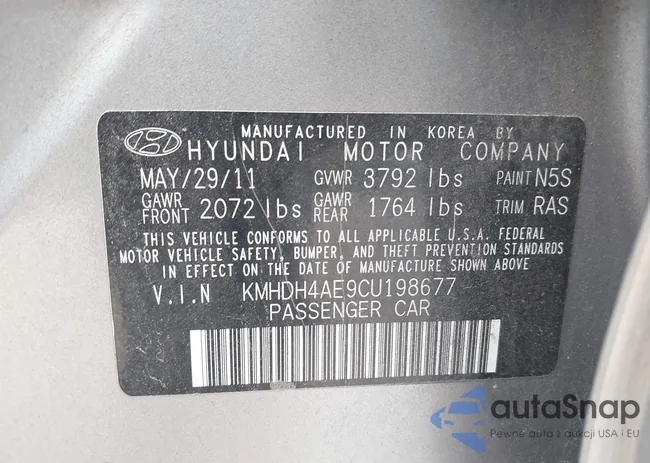 MANUFACTURED IN KOREA BY
HYUNDAI MOTOR COMPANY
MAY/29/11 GVWR 3792 lbs PAINT N5S
GAWR FRONT 2072 lbs GAWR REAR 1764 lbs TRIM RAS
THIS VEHICLE CONFORMS TO ALL APPLICABLE U.S.A. FEDERAL
MOTOR VEHICLE SAFETY, BUMPER, AND THEFT PREVENTION STANDARDS
IN EFFECT ON THE DATE OF MANUFACTURE SHOWN ABOVE
V.I.N KMHDH4AE9CU198677
PASSENGER CAR
autaSnap
Pewne auta z aukcji USA i EU